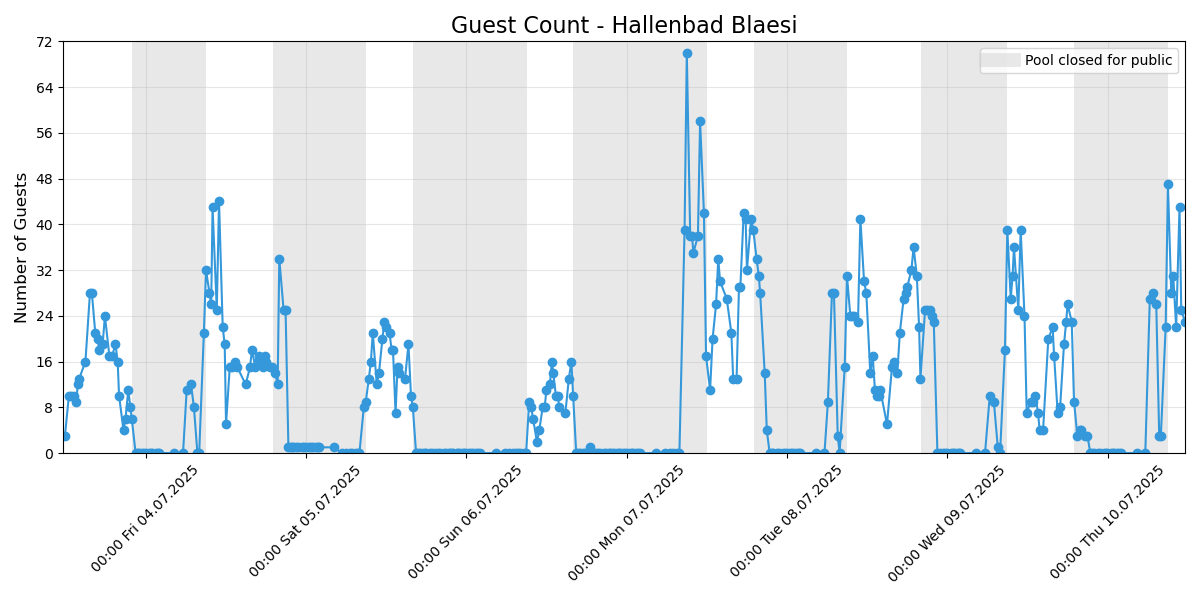 Guest Count - Hallenbad Blaesi
Pool closed for public
Number of Guests
72
64
56
48
40
32
24
16
8
0
00:00 Fri 04.07.2025
00:00 Sat 05.07.2025
00:00 Sun 06.07.2025
00:00 Mon 07.07.2025
00:00 Tue 08.07.2025
00:00 Wed 09.07.2025
00:00 Thu 10.07.2025